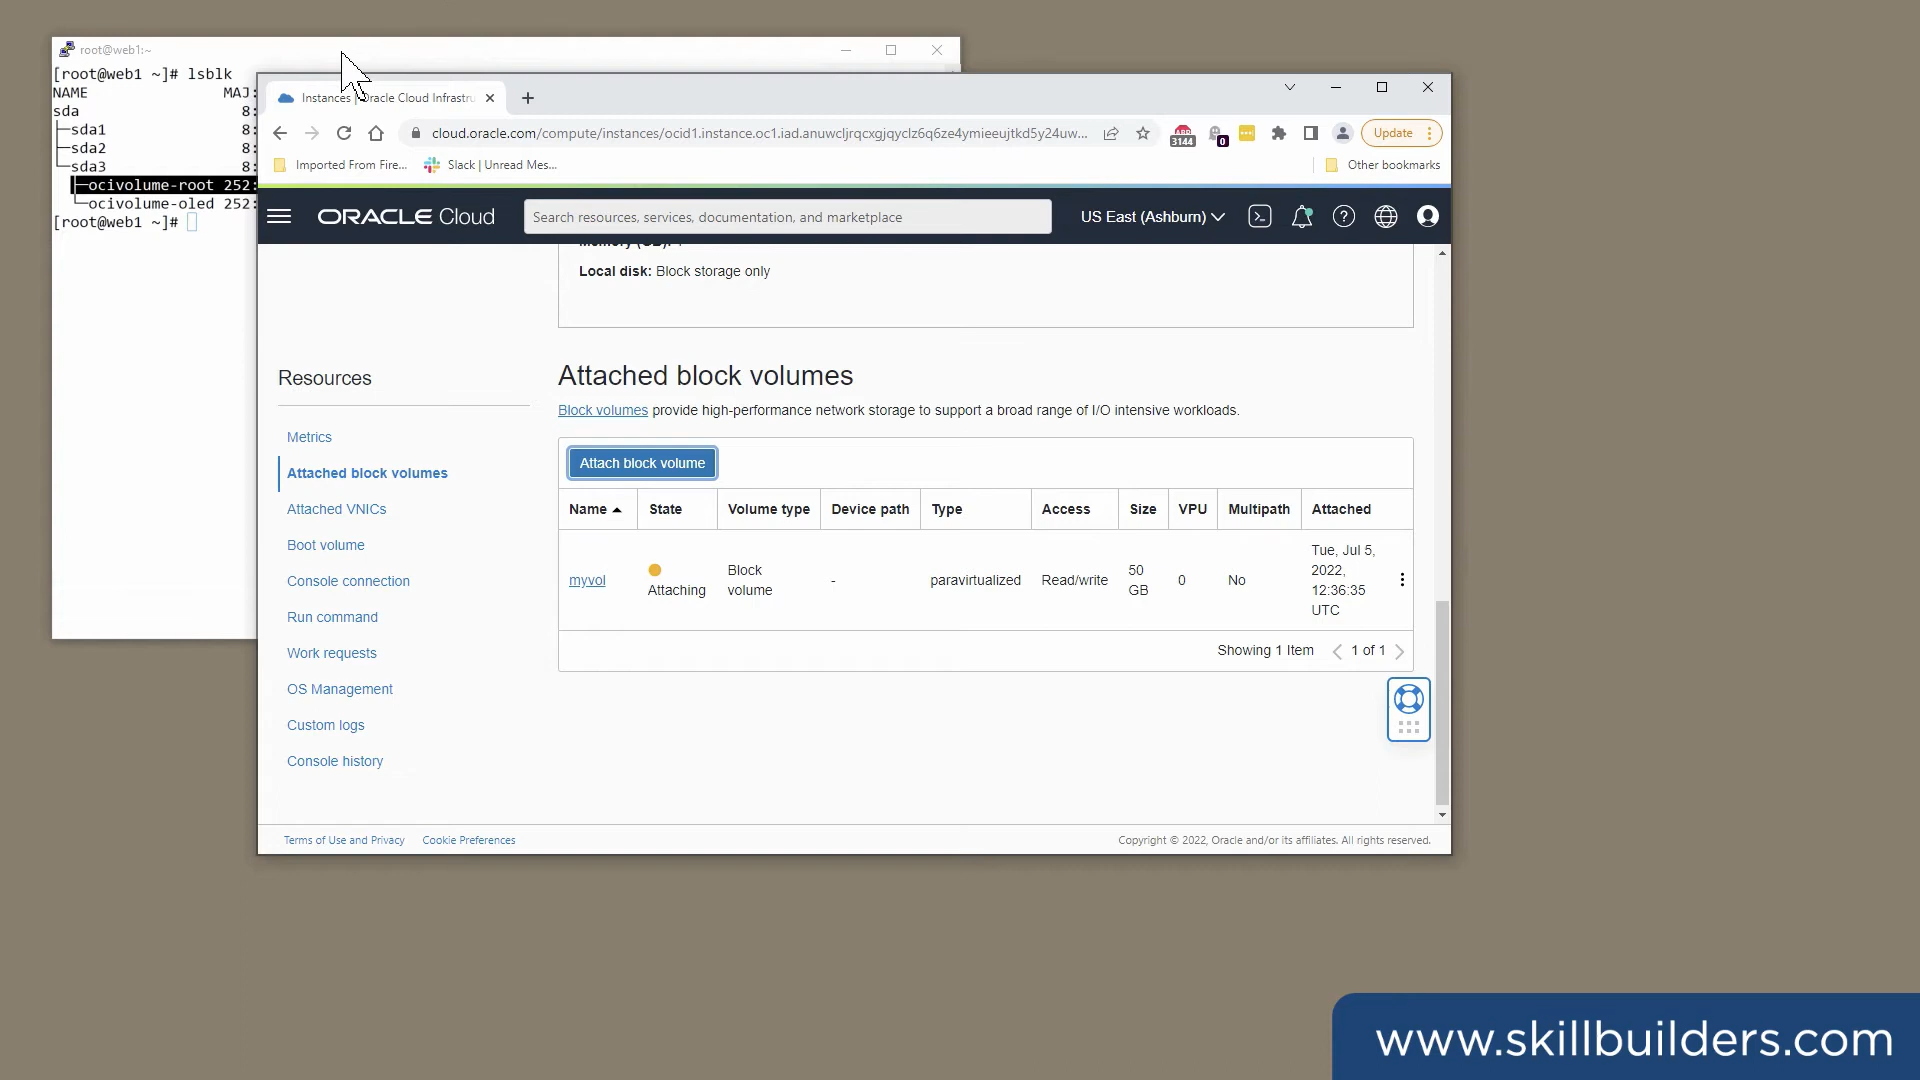 root@web1:~
[root@web1 ~]# lsblk
NAME MAJ:
sda 8:
├─sda1 8:
├─sda2 8:
└─sda3 8:
├─ocivolume-root 252:
└─ocivolume-oled 252:
[root@web1 ~]#
Instances | Oracle Cloud Infrastru
cloud.oracle.com/compute/instances/ocid1.instance.oc1.iad.anuwcljrqcxgjqyclz6q6ze4ymieeujtkd5y24uw...
3144
0
Update
Imported From Fire...
Slack | Unread Mes...
Other bookmarks
ORACLE Cloud
Search resources, services, documentation, and marketplace
US East (Ashburn)
Local disk: Block storage only
Resources
Metrics
Attached block volumes
Attached VNICs
Boot volume
Console connection
Run command
Work requests
OS Management
Custom logs
Console history
Attached block volumes
Block volumes provide high-performance network storage to support a broad range of I/O intensive workloads.
Attach block volume
Name State Volume type Device path Type Access Size VPU Multipath Attached
myvol Attaching Block volume - paravirtualized Read/write 50 GB 0 No Tue, Jul 5, 2022, 12:36:35 UTC
Showing 1 Item 1 of 1
Terms of Use and Privacy Cookie Preferences
Copyright © 2022, Oracle and/or its affiliates. All rights reserved.
www.skillbuilders.com